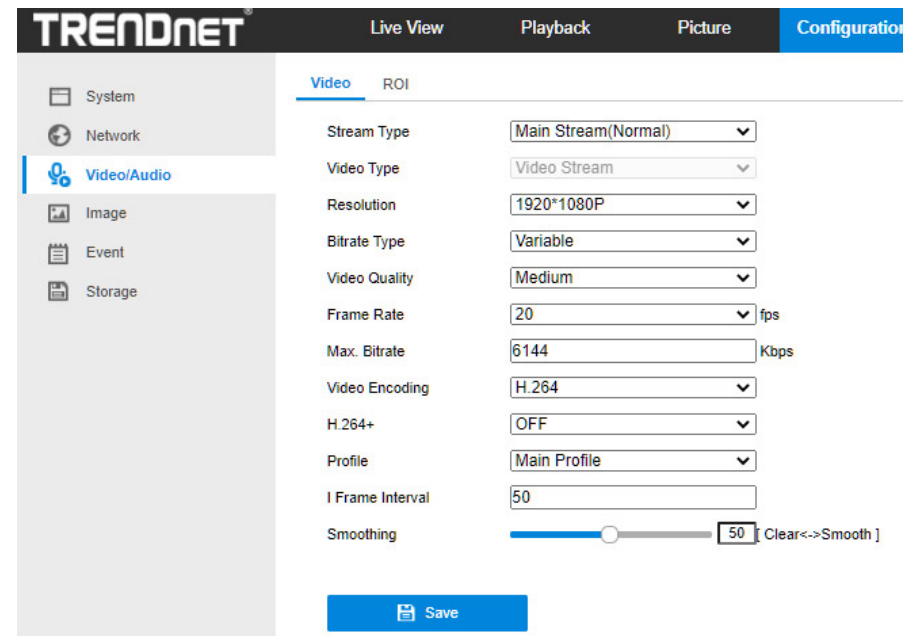 TRENDnet®
Live View Playback Picture Configuration
System
Network
Video/Audio
Image
Event
Storage
Video ROI
Stream Type Main Stream(Normal)
Video Type Video Stream
Resolution 1920*1080P
Bitrate Type Variable
Video Quality Medium
Frame Rate 20 fps
Max. Bitrate 6144 Kbps
Video Encoding H.264
H.264+ OFF
Profile Main Profile
I Frame Interval 50
Smoothing 50 [ Clear<->Smooth ]
Save